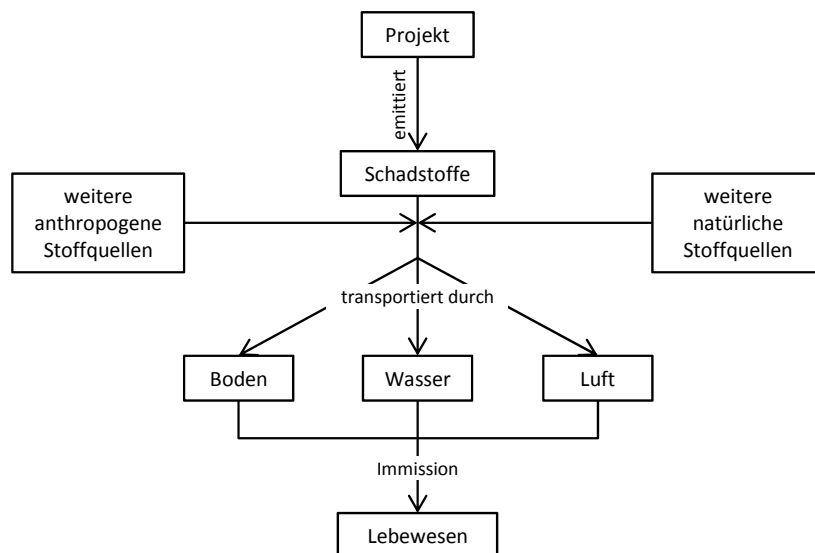 Projekt
emittiert
Schadstoffe
weitere
anthropogene
Stoffquellen
weitere
natürliche
Stoffquellen
transportiert durch
Boden
Wasser
Luft
Immission
Lebewesen